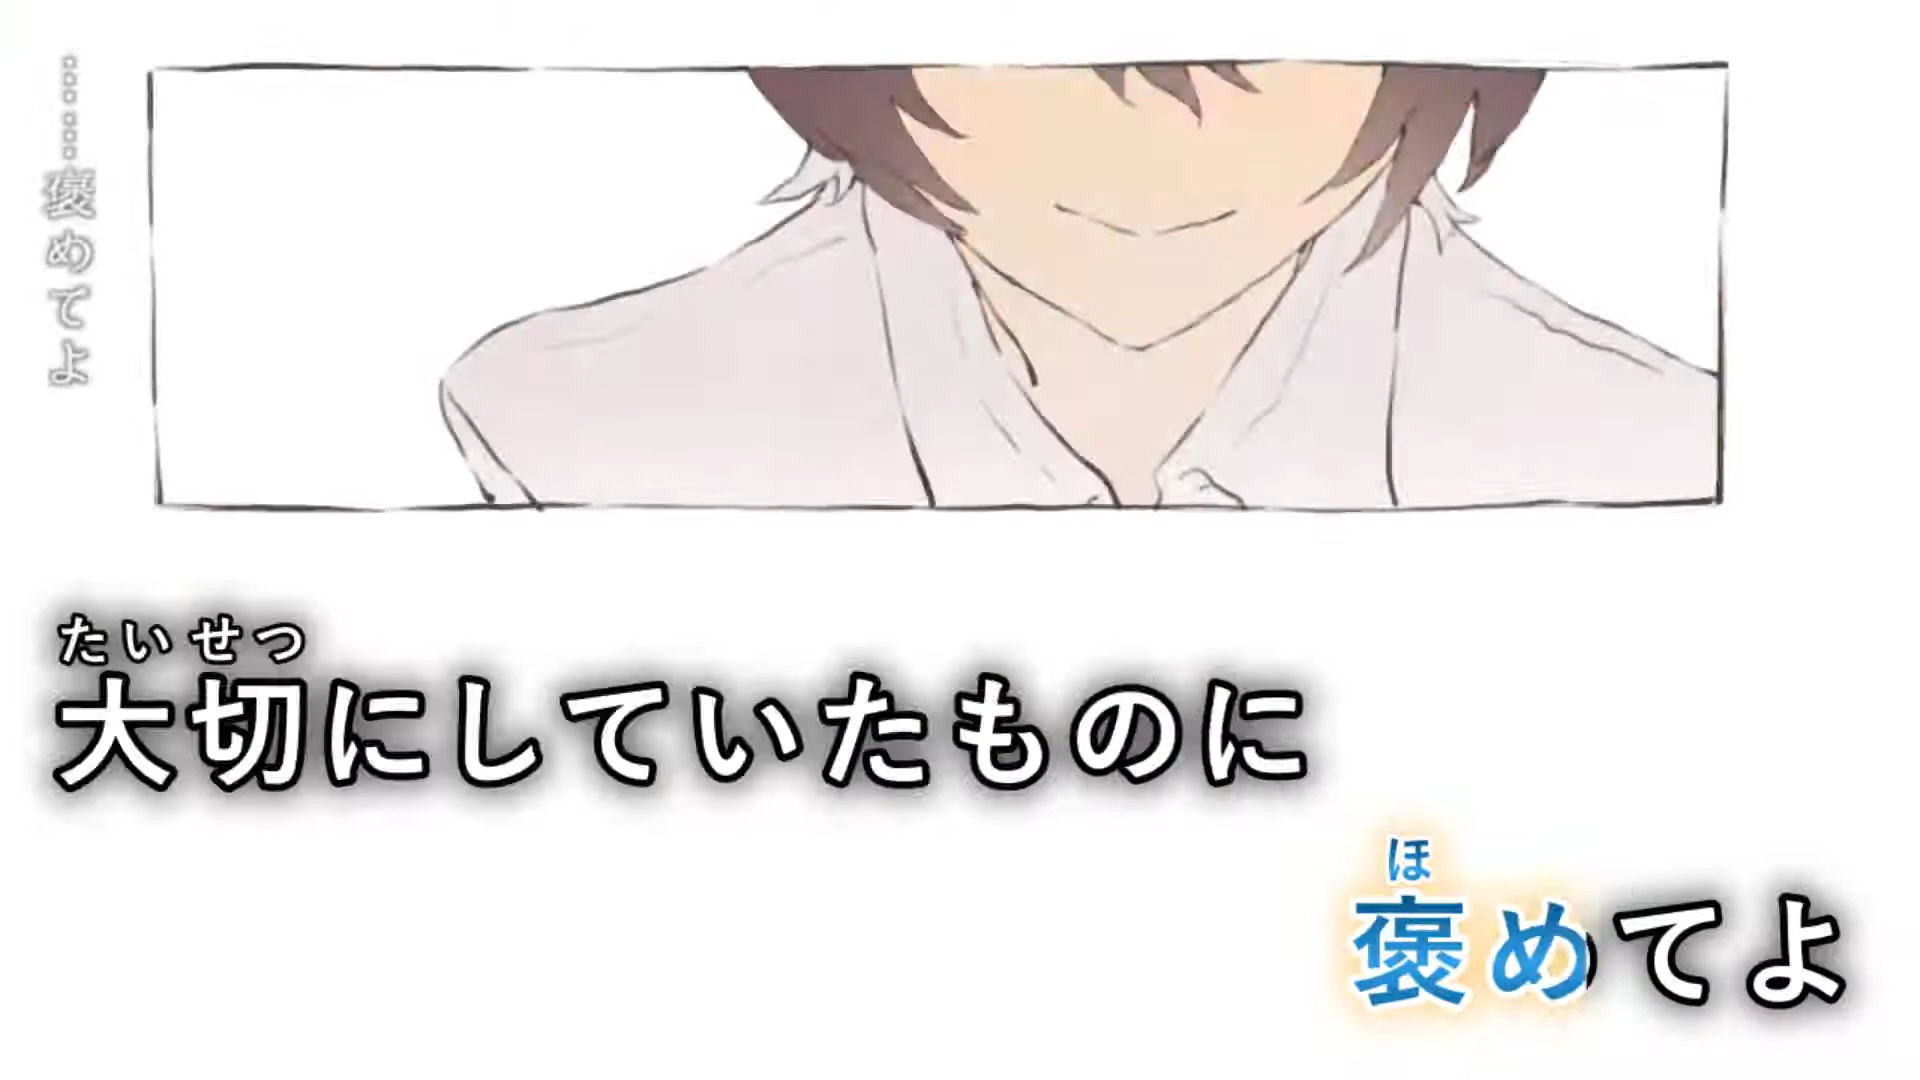 ……褒めてよ
たいせつ
大切にしていたものに
ほ
褒めてよ